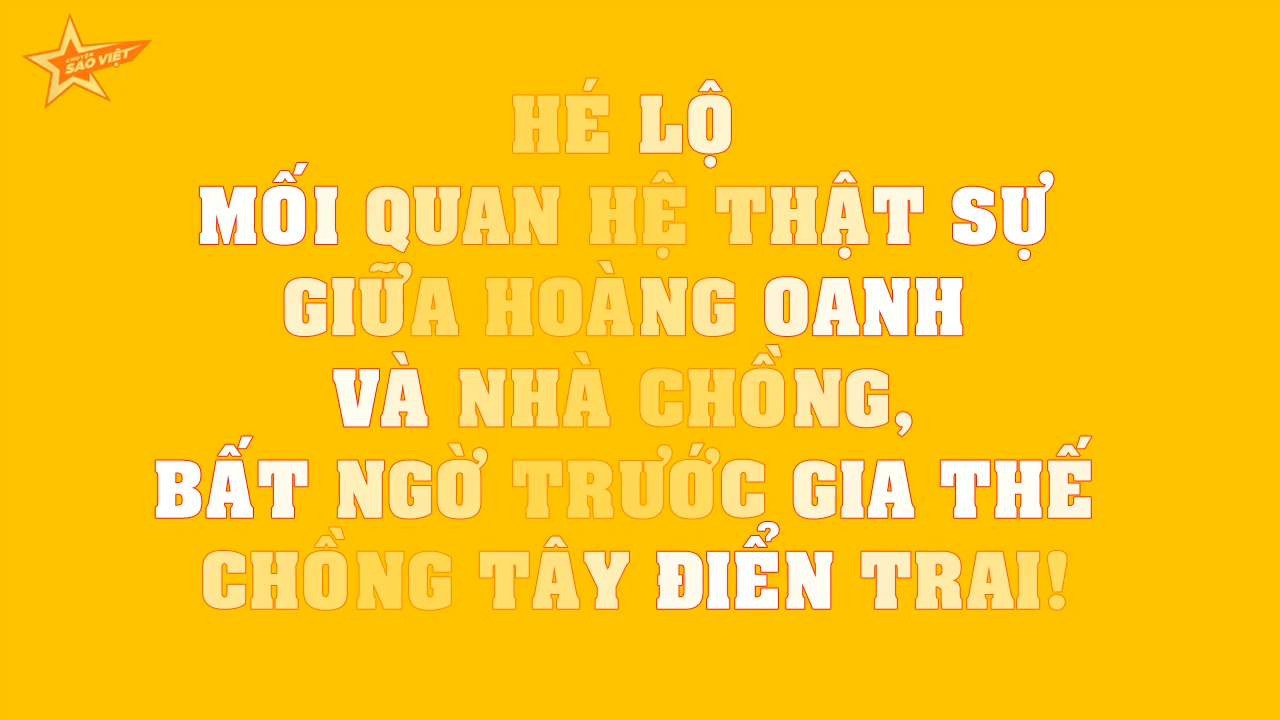 CHUYỆN
SAO VIỆT
HÉ LỘ
MỐI QUAN HỆ THẬT SỰ
GIỮA HOÀNG OANH
VÀ NHÀ CHỒNG,
BẤT NGỜ TRƯỚC GIA THẾ
CHỒNG TÂY ĐIỂN TRAI!